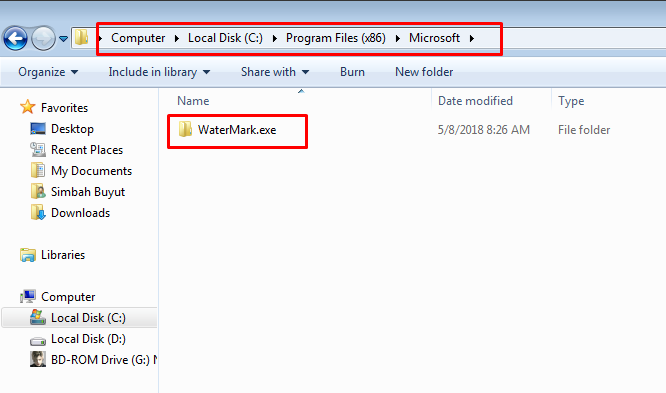 Computer Local Disk (C:) Program Files (x86) Microsoft
Organize Include in library Share with Burn New folder
Name Date modified Type
WaterMark.exe 5/8/2018 8:26 AM File folder
Favorites
Desktop
Recent Places
My Documents
Simbah Buyut
Downloads
Libraries
Computer
Local Disk (C:)
Local Disk (D:)
BD-ROM Drive (G:) N